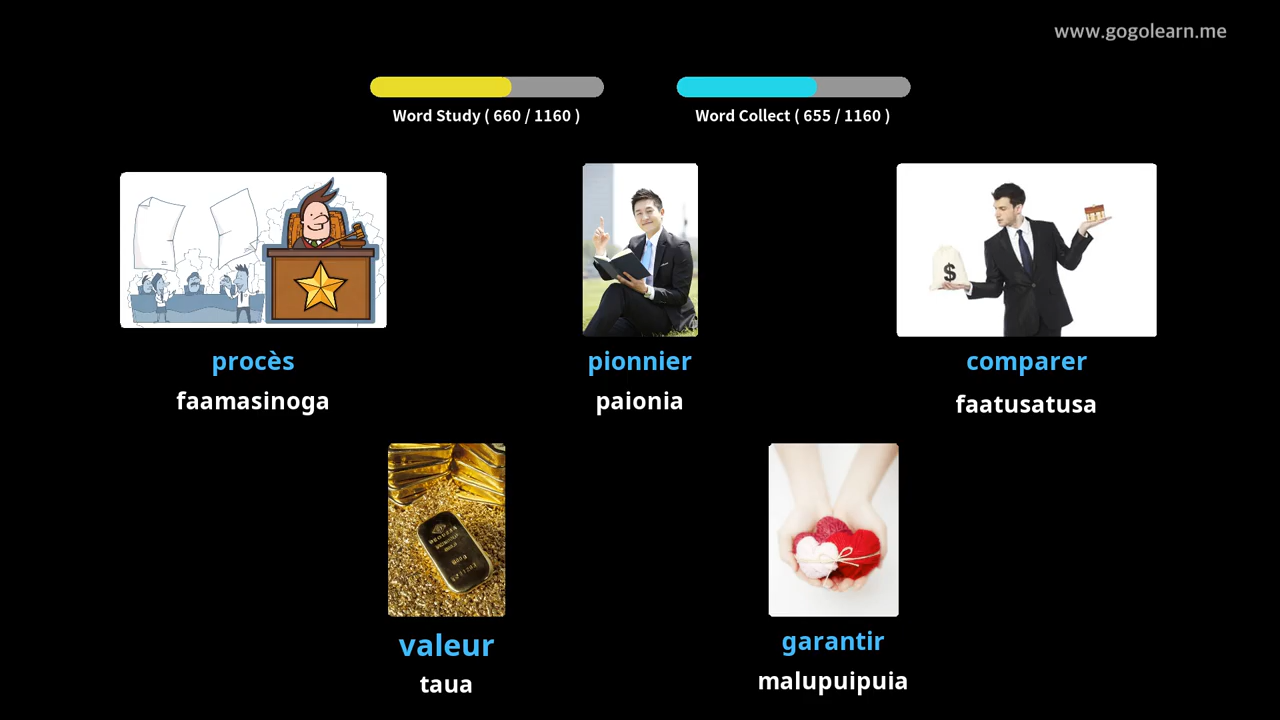 www.gogolearn.me
Word Study ( 660 / 1160 )
Word Collect ( 655 / 1160 )
procès
pionnier
comparer
faamasinoga
paionia
faatusatusa
valeur
garantir
taua
malupuipuia